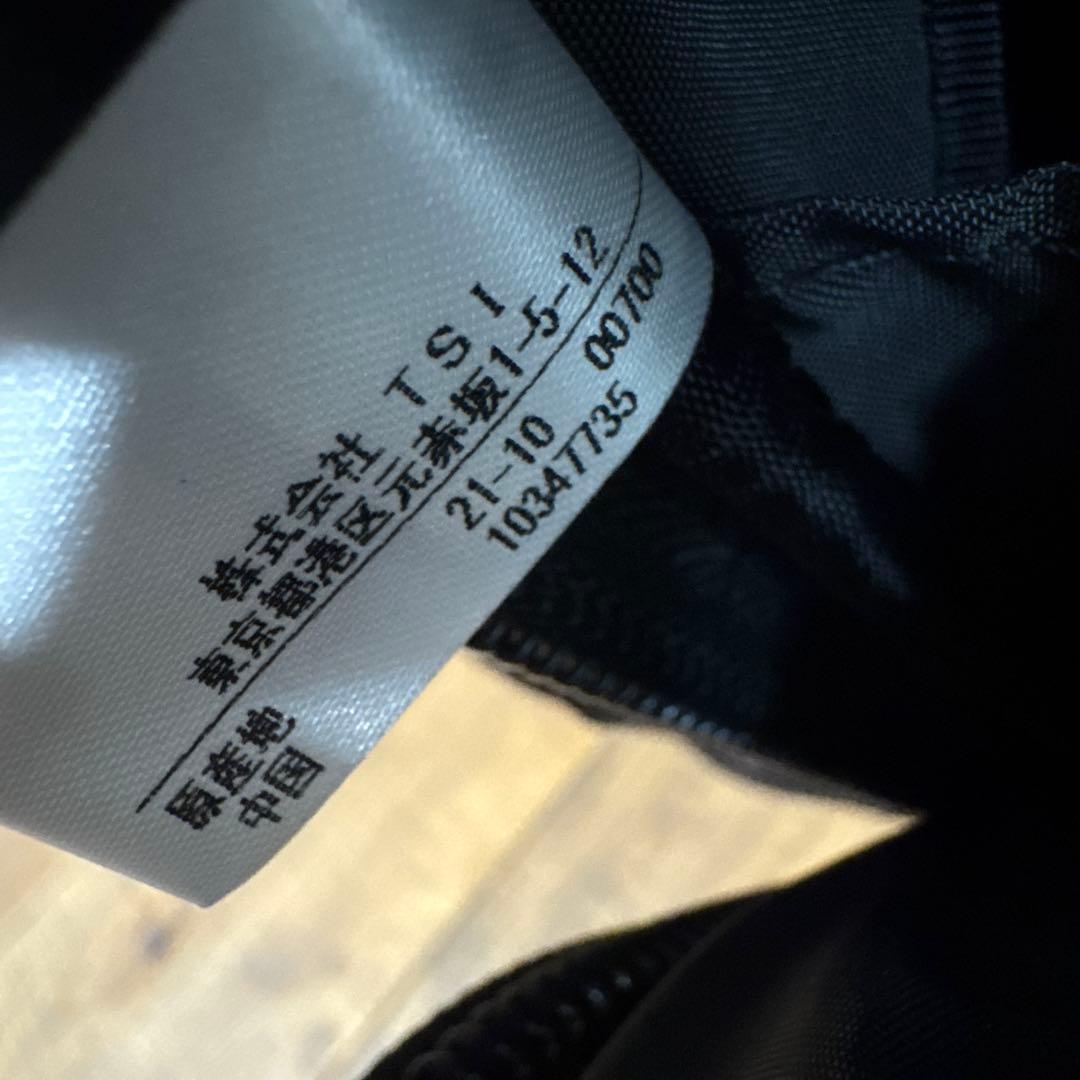 株式会社 TSI
東京都港区元赤坂1-5-12
原産地 21-10 00700
中国 10347735